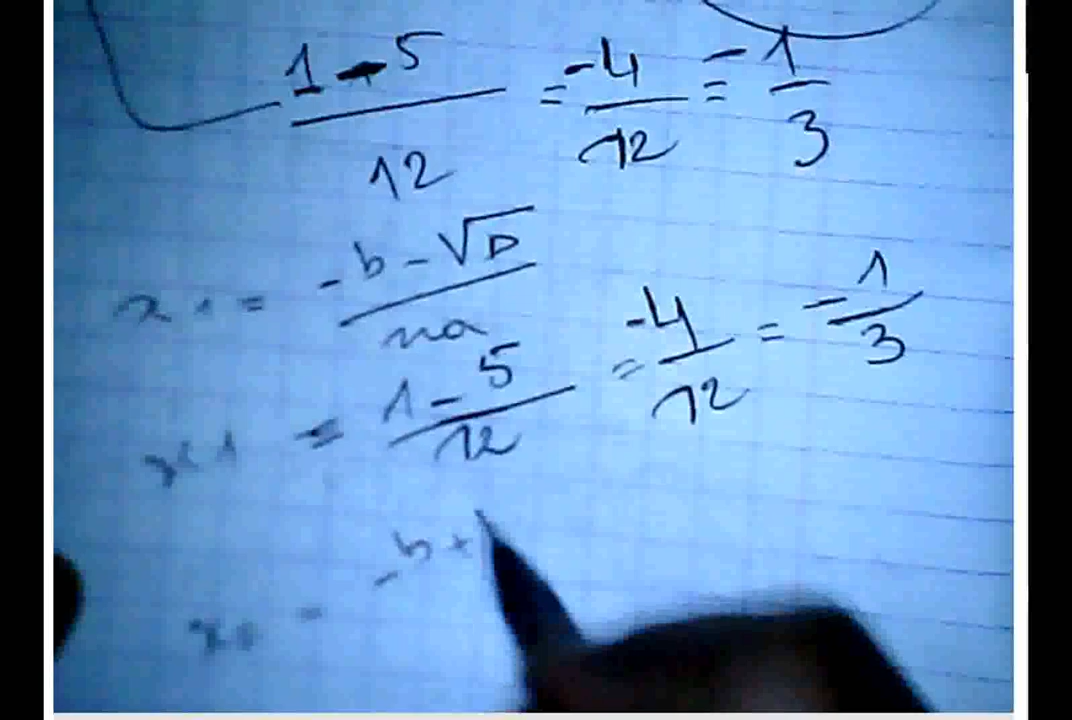 1-5/12 = -4/12 = -1/3
x1 = -b-√D/2a
x1 = 1-5/12 = -4/12 = -1/3
x2 = -b+